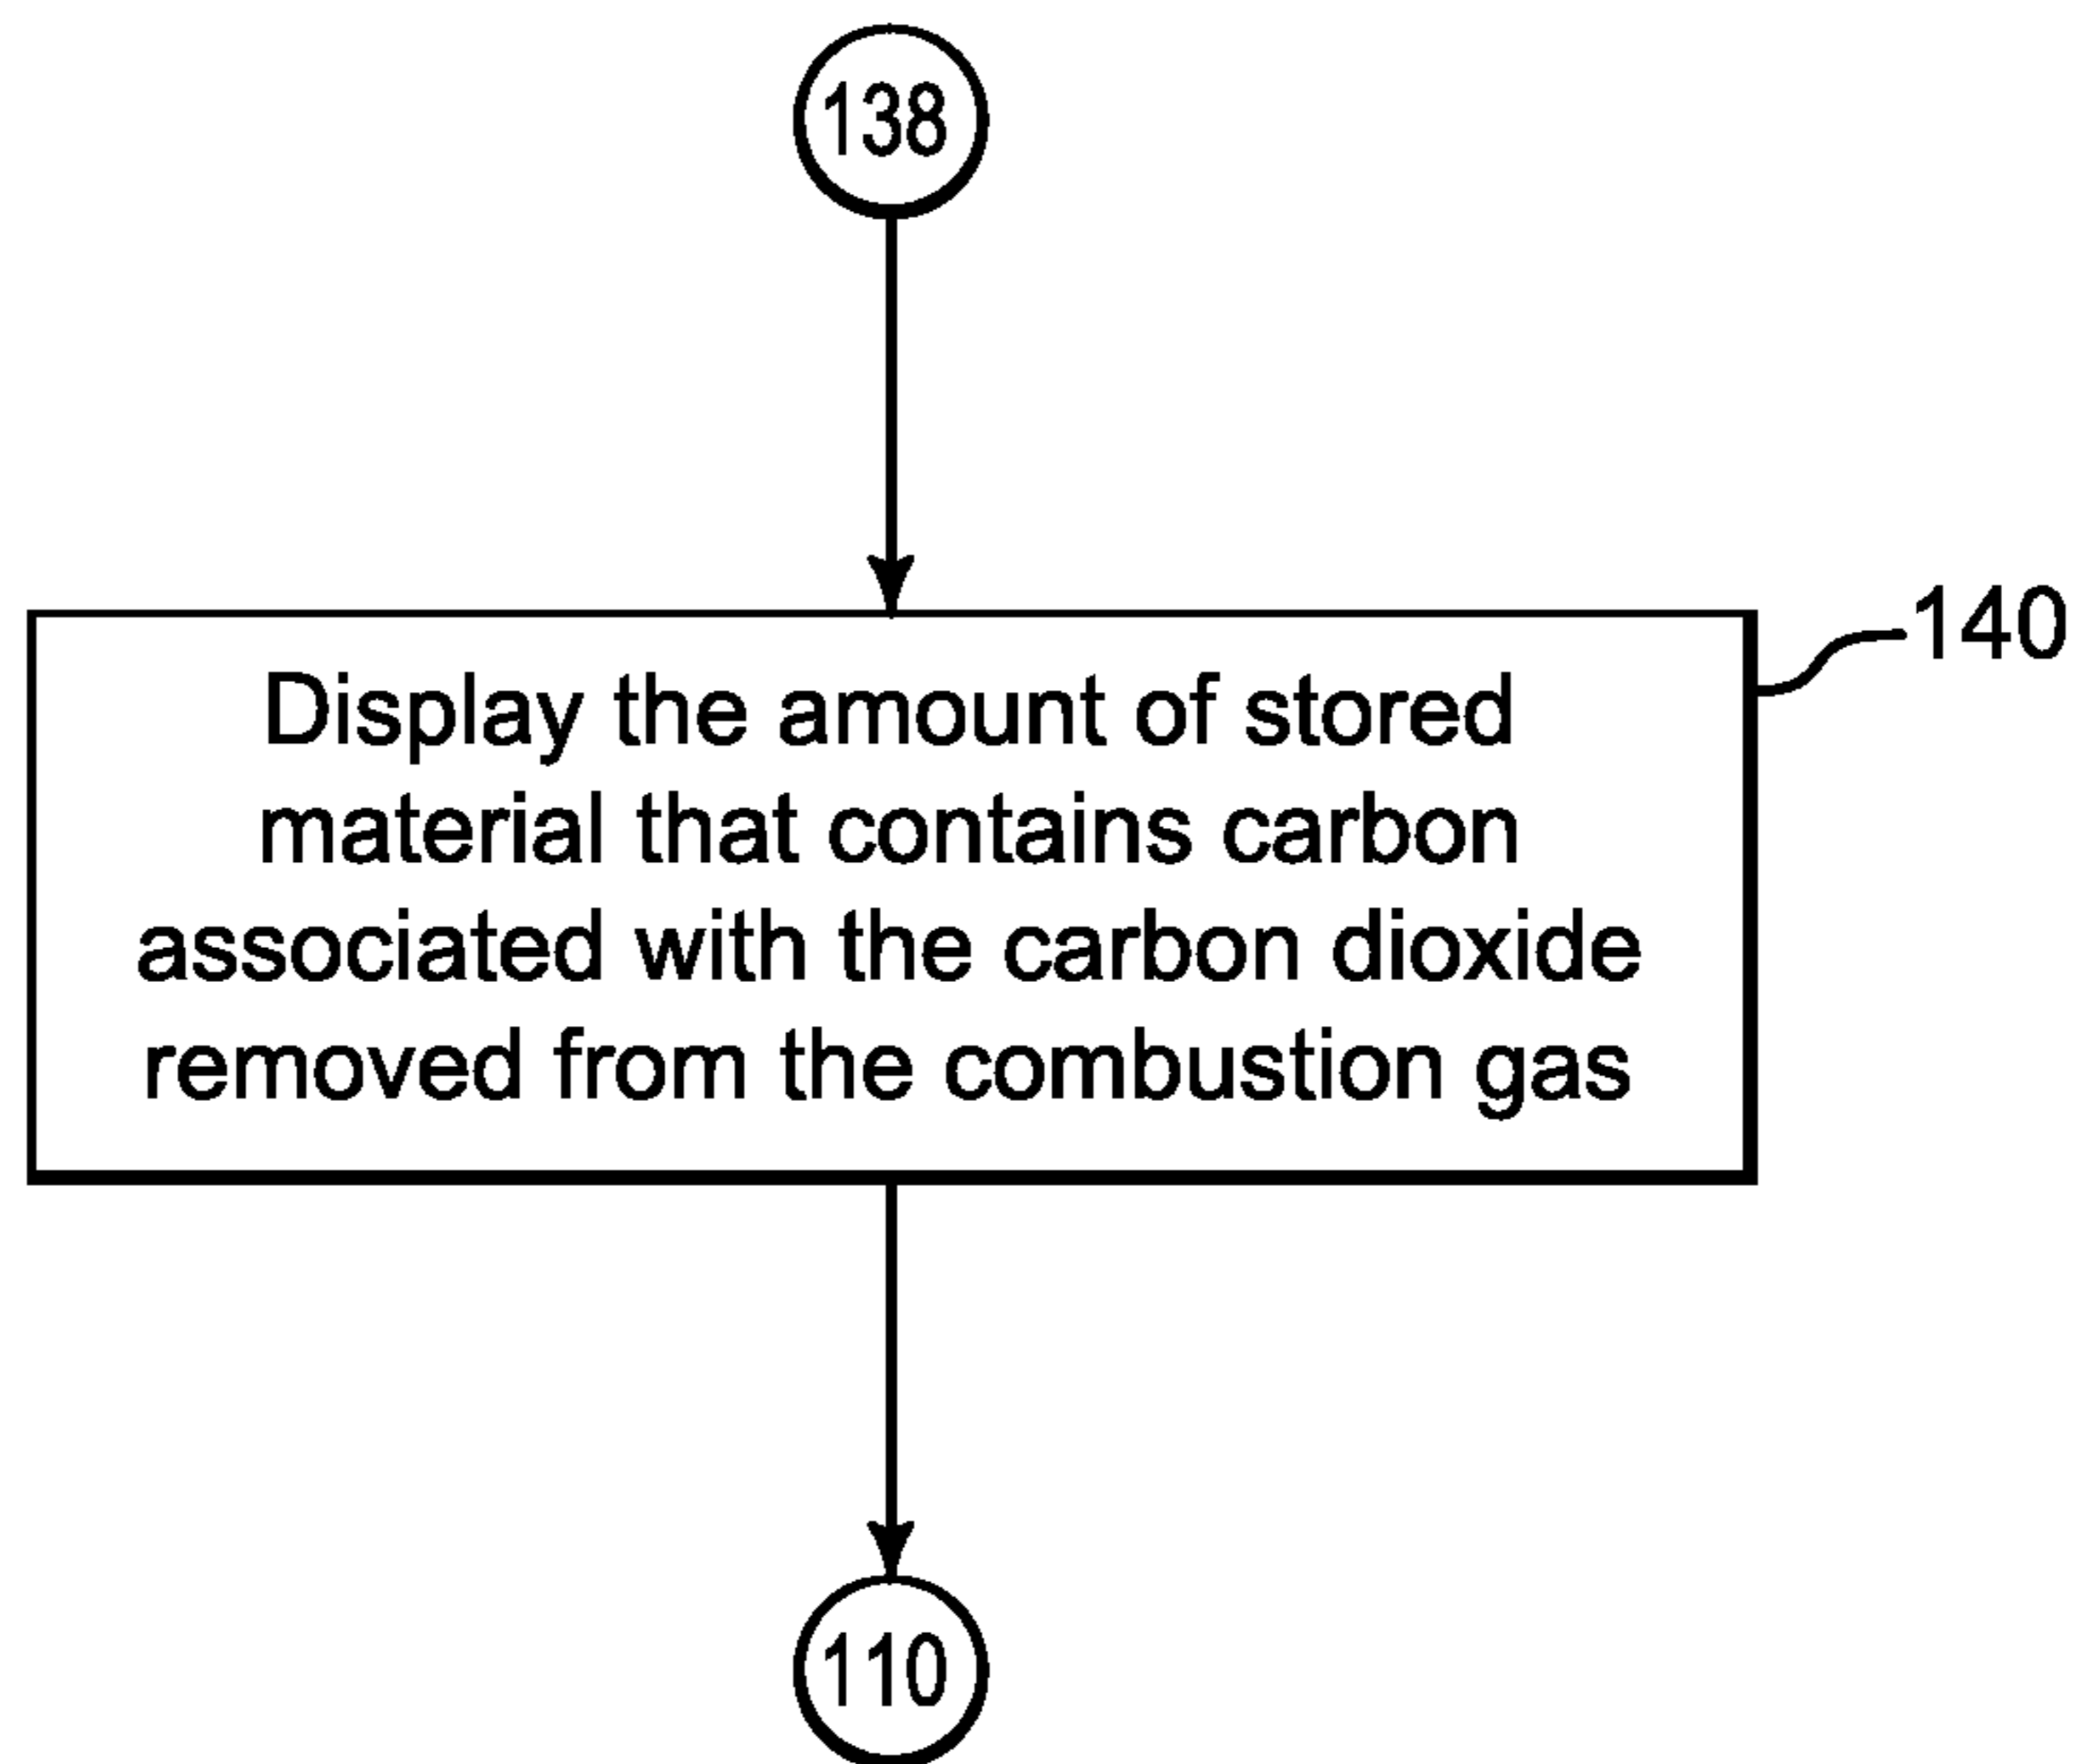 138
140
Display the amount of stored
material that contains carbon
associated with the carbon dioxide
removed from the combustion gas
110